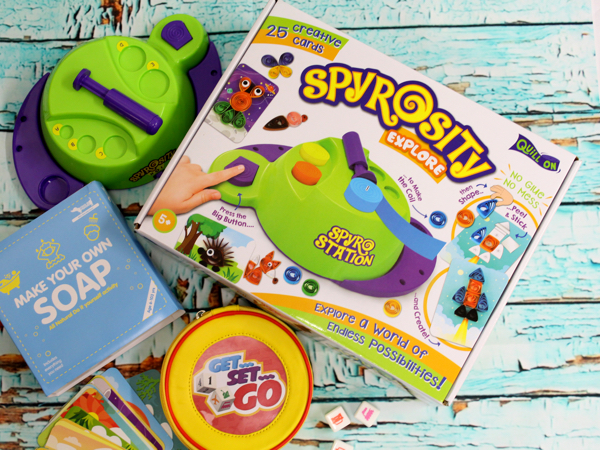 25 creative
cards
SPYROSITY
EXPLORE
QUILL ON
NO GLUE
NO MESS
5+
Press the
Big Button....
to Make
the Coil
then
Shape...
Peel
& Stick
...and Create!
SPYRO
STATION
Explore a World of
Endless Possibilities!
MAKE YOUR OWN
SOAP
GET...
SET...
GO